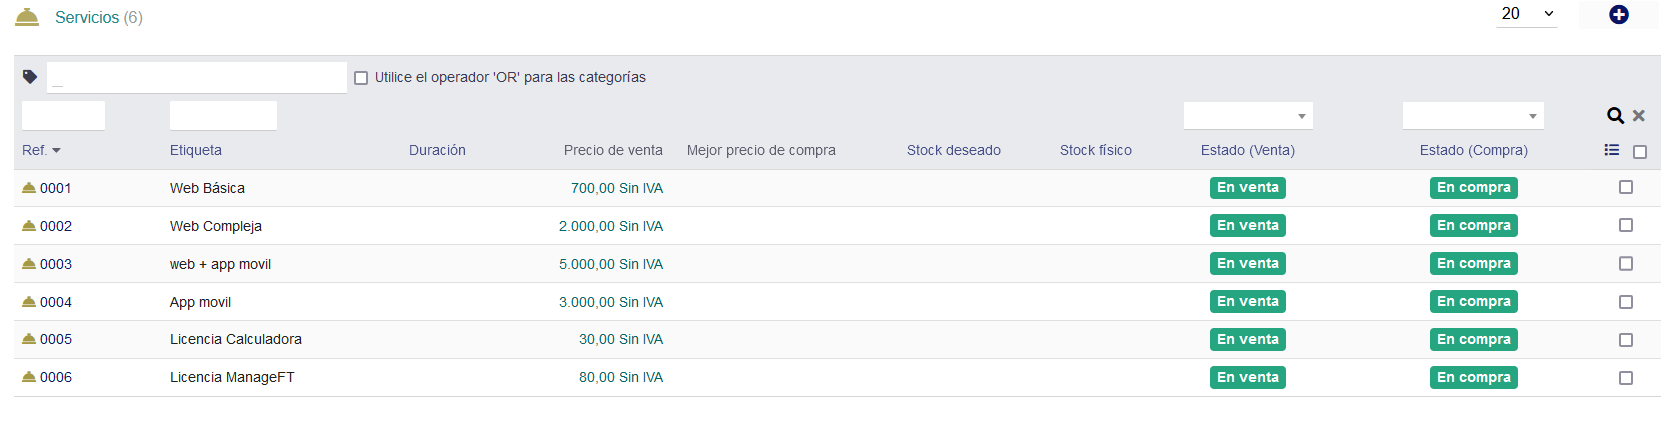 Servicios (6) 20
Utilice el operador 'OR' para las categorías
Ref. Etiqueta Duración Precio de venta Mejor precio de compra Stock deseado Stock físico Estado (Venta) Estado (Compra)
0001 Web Básica 700,00 Sin IVA En venta En compra
0002 Web Compleja 2.000,00 Sin IVA En venta En compra
0003 web + app movil 5.000,00 Sin IVA En venta En compra
0004 App movil 3.000,00 Sin IVA En venta En compra
0005 Licencia Calculadora 30,00 Sin IVA En venta En compra
0006 Licencia ManageFT 80,00 Sin IVA En venta En compra